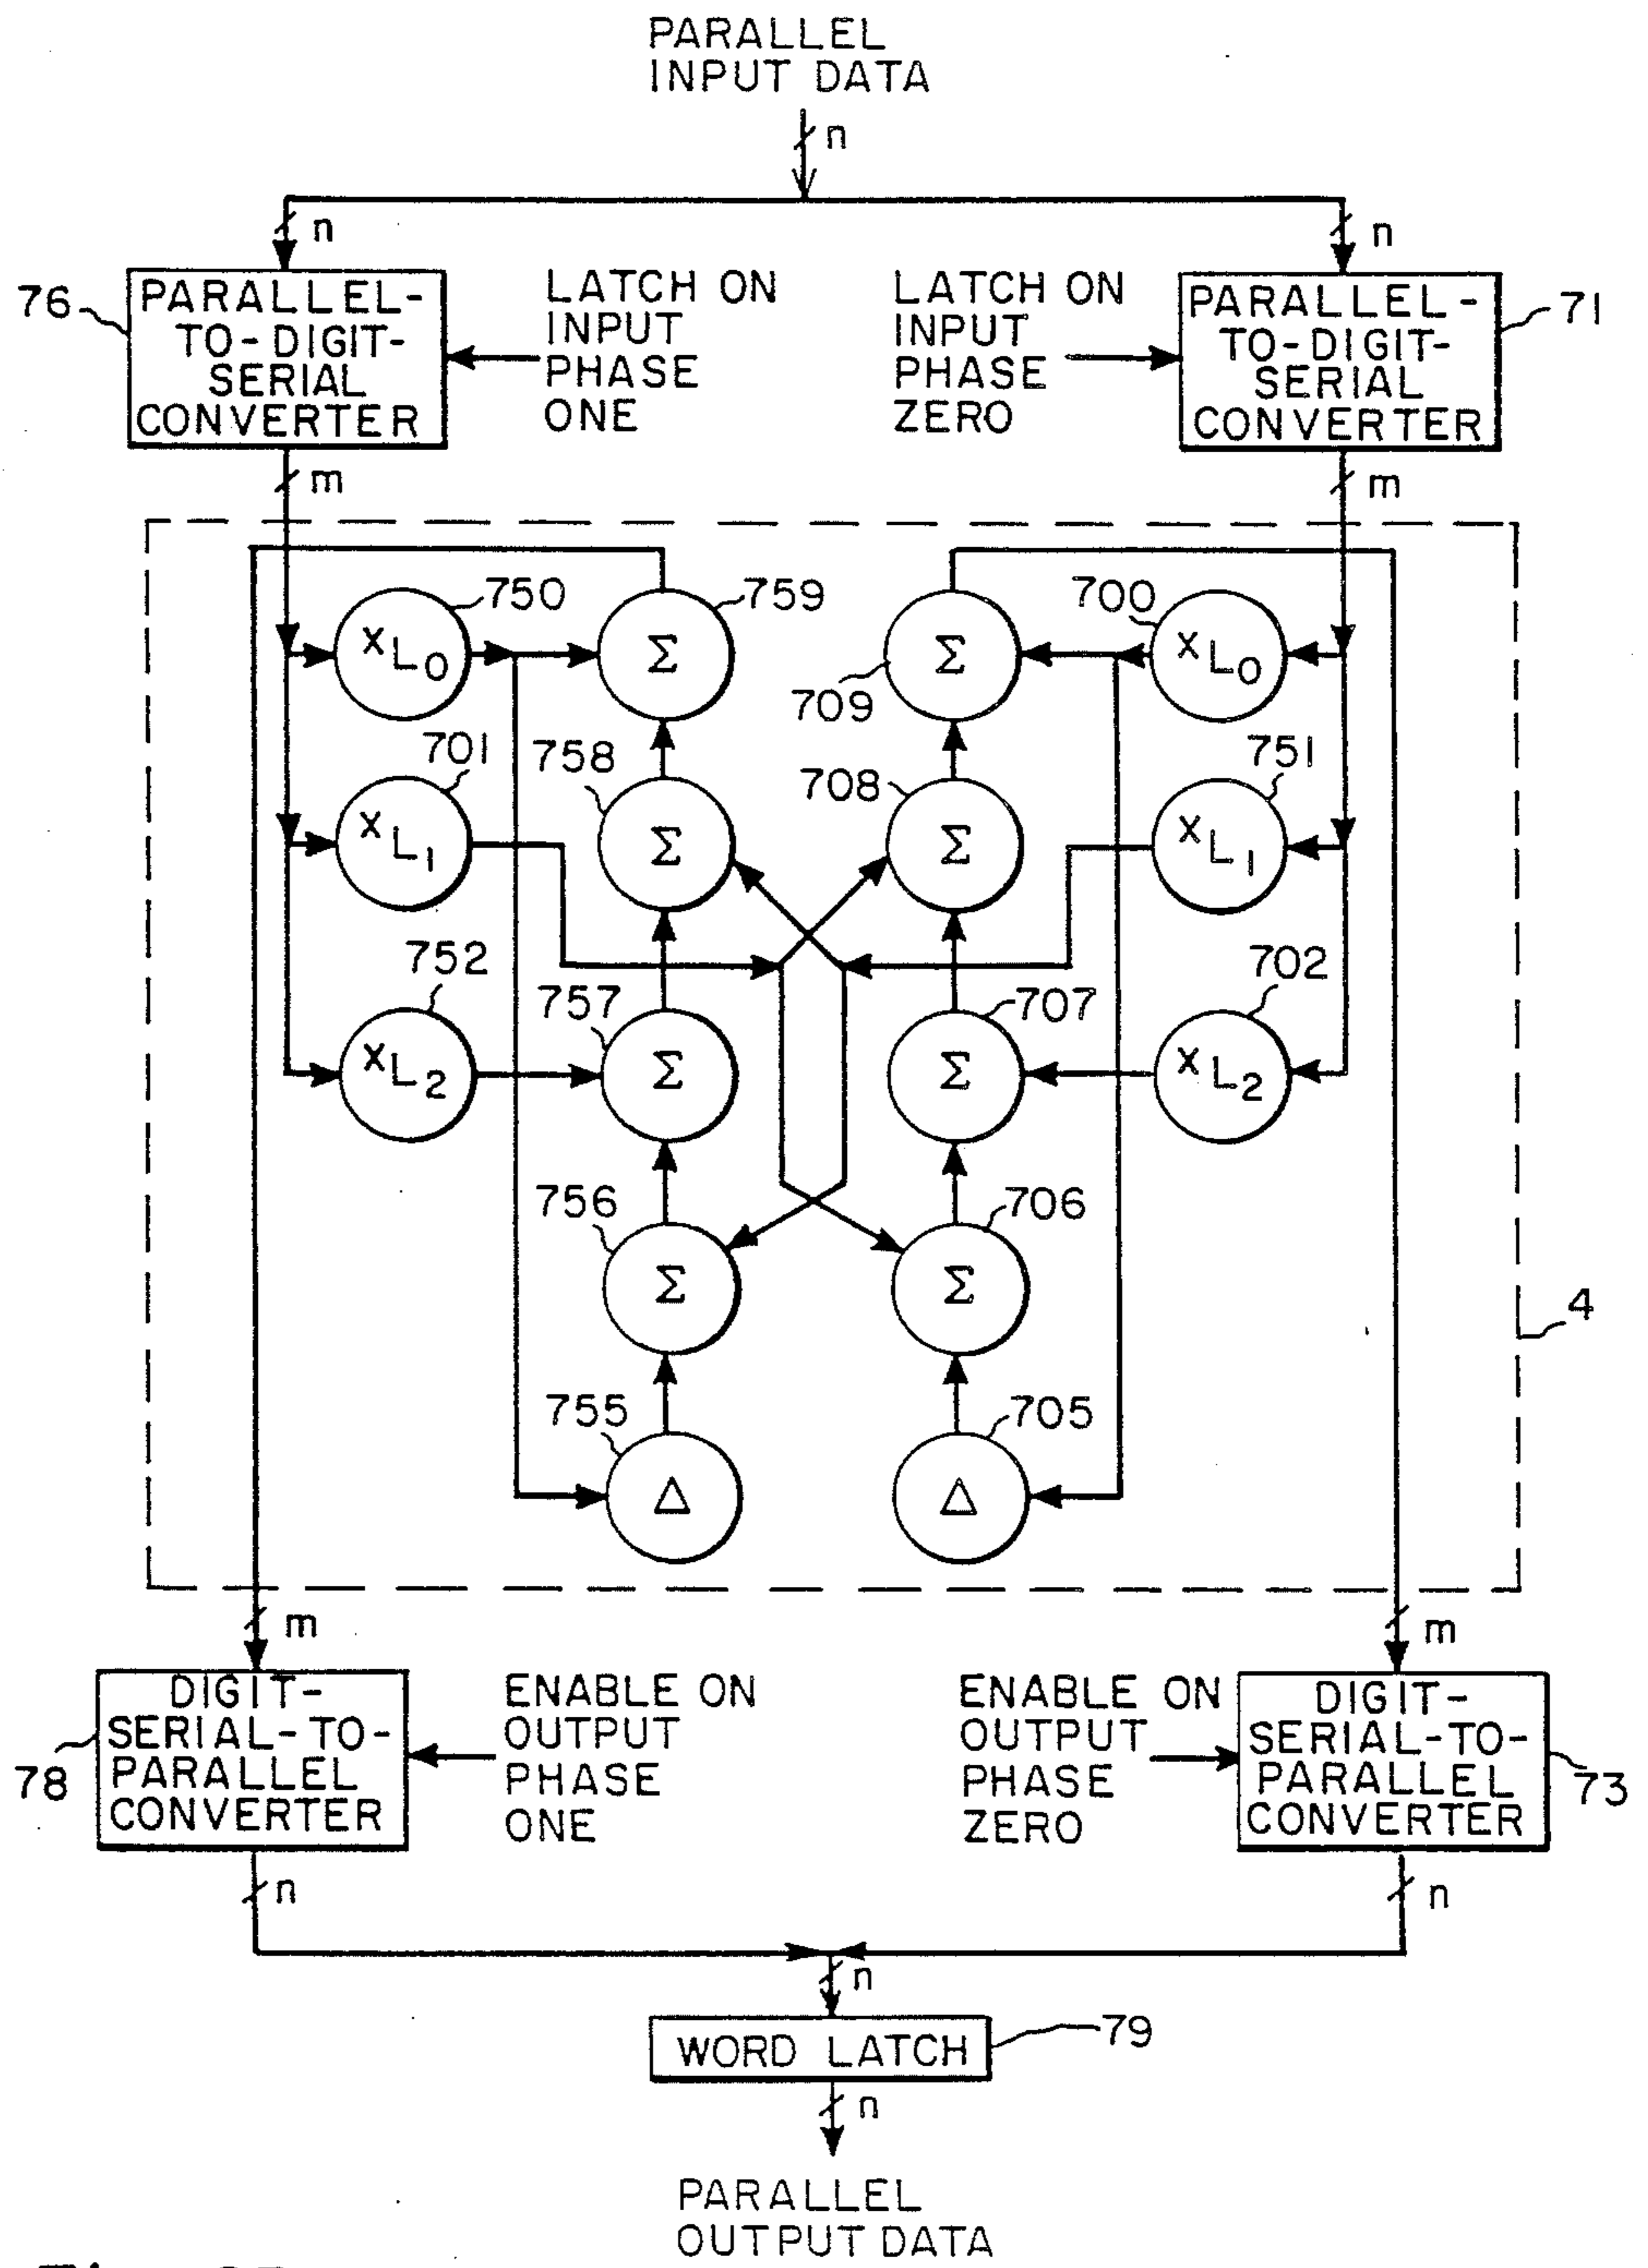 PARALLEL
INPUT DATA
n
n
n
76
PARALLEL-
TO-DIGIT-
SERIAL
CONVERTER
LATCH ON
INPUT
PHASE
ONE
LATCH ON
INPUT
PHASE
ZERO
PARALLEL-
TO-DIGIT-
SERIAL
CONVERTER
71
m
m
750
759
700
xL0
Σ
Σ
709
xL0
701
758
708
751
xL1
Σ
Σ
xL1
752
757
707
702
xL2
Σ
Σ
xL2
756
706
Σ
Σ
4
755
705
Δ
Δ
m
m
DIGIT-
SERIAL-TO-
PARALLEL
CONVERTER
78
ENABLE ON
OUTPUT
PHASE
ONE
ENABLE ON
OUTPUT
PHASE
ZERO
DIGIT-
SERIAL-TO-
PARALLEL
CONVERTER
73
n
n
n
WORD LATCH
79
n
PARALLEL
OUTPUT DATA